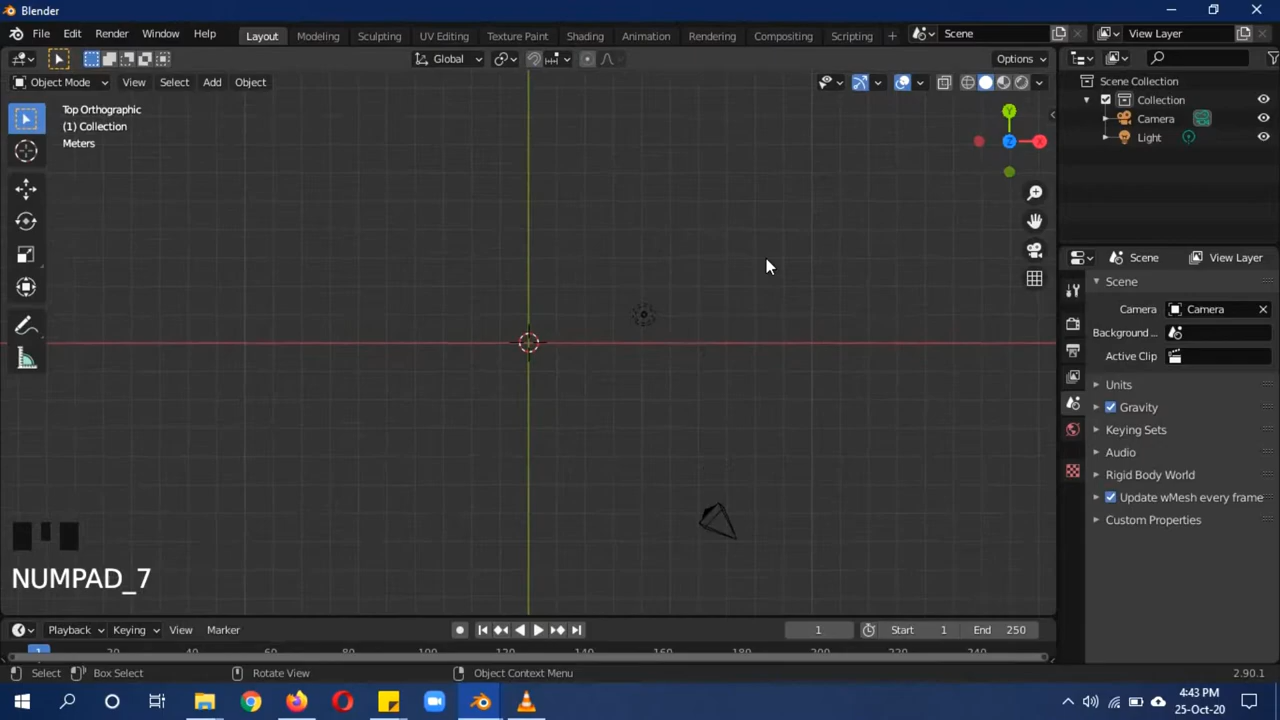 Blender
File Edit Render Window Help Layout Modeling Sculpting UV Editing Texture Paint Shading Animation Rendering Compositing Scripting + Scene View Layer
Global Options
Object Mode View Select Add Object
Top Orthographic
(1) Collection
Meters
Y
Z X
Scene Collection
Collection
Camera
Light
Scene View Layer
Scene
Camera Camera
Background ...
Active Clip
Units
Gravity
Keying Sets
Audio
Rigid Body World
Update wMesh every frame
Custom Properties
NUMPAD_7
Playback Keying View Marker 1 Start 1 End 250
1 20 40 60 80 100 120 140 160 180 200 220 240
Select Box Select Rotate View Object Context Menu 2.90.1
4:43 PM
25-Oct-20